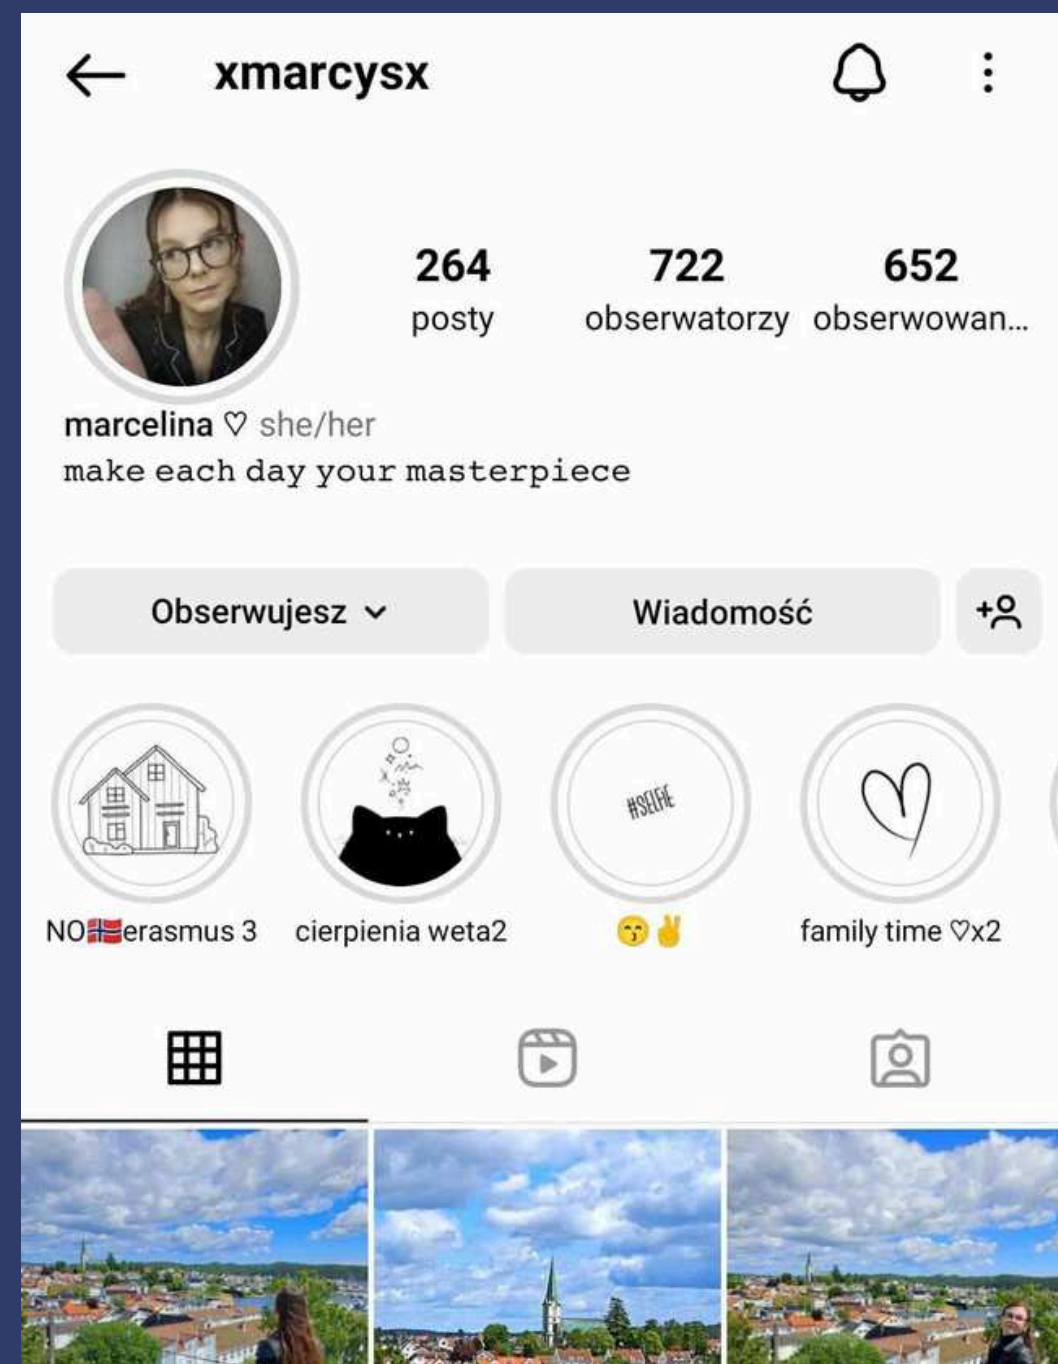 xmarcysx
264 722 652
posty obserwatorzy obserwowan...
marcelina ♡ she/her
make each day your masterpiece
Obserwujesz Wiadomość
#SELFIE
NO🇳🇴erasmus 3 cierpienia weta2 😙✌️ family time ♡x2